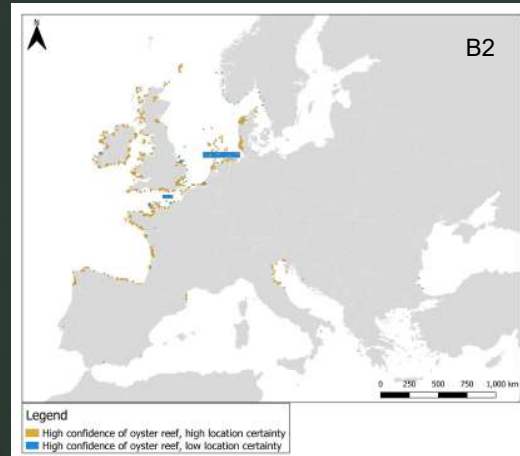 B2
0 250 500 750 1,000 km
Legend
High confidence of oyster reef, high location certainty
High confidence of oyster reef, low location certainty